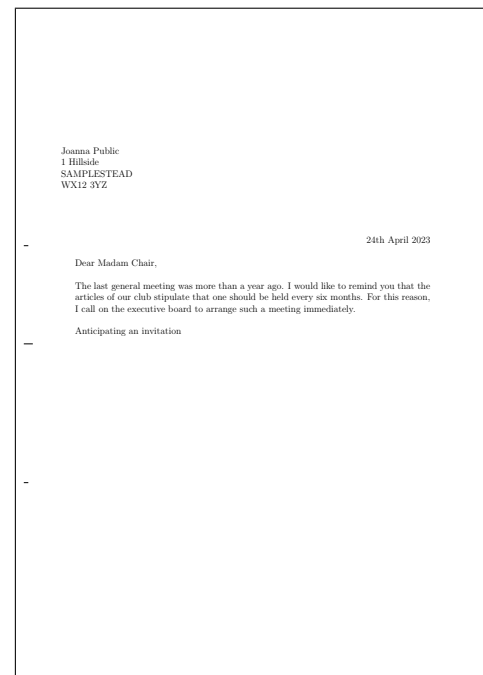 Joanna Public
1 Hillside
SAMPLESTEAD
WX12 3YZ
24th April 2023
Dear Madam Chair,
The last general meeting was more than a year ago. I would like to remind you that the
articles of our club stipulate that one should be held every six months. For this reason,
I call on the executive board to arrange such a meeting immediately.
Anticipating an invitation